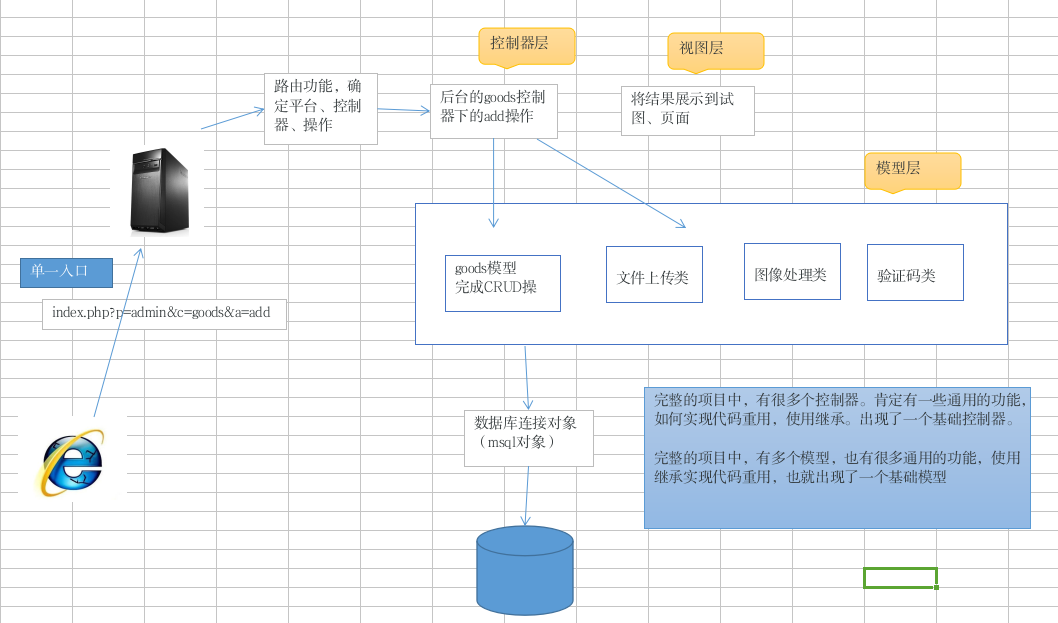 控制器层
视图层
路由功能，确
定平台、控制
器、操作
后台的goods控制
器下的add操作
将结果展示到试
图、页面
模型层
单一入口
index.php?p=admin&c=goods&a=add
goods模型
完成CRUD操
文件上传类
图像处理类
验证码类
数据库连接对象
（msql对象）
完整的项目中，有很多个控制器。肯定有一些通用的功能，
如何实现代码重用，使用继承。出现了一个基础控制器。
完整的项目中，有多个模型，也有很多通用的功能，使用
继承实现代码重用，也就出现了一个基础模型